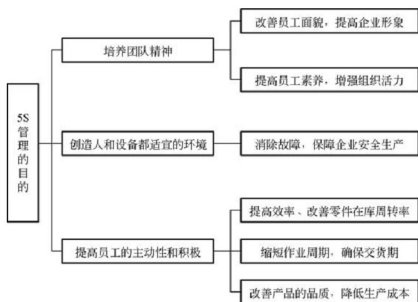 5S
管
理
的
目
的
培养团队精神
创造人和设备都适宜的环境
提高员工的主动性和积极
改善员工面貌，提高企业形象
提高员工素养，增强组织活力
消除故障，保障企业安全生产
提高效率、改善零件在库周转率
缩短作业周期，确保交货期
改善产品的品质，降低生产成本